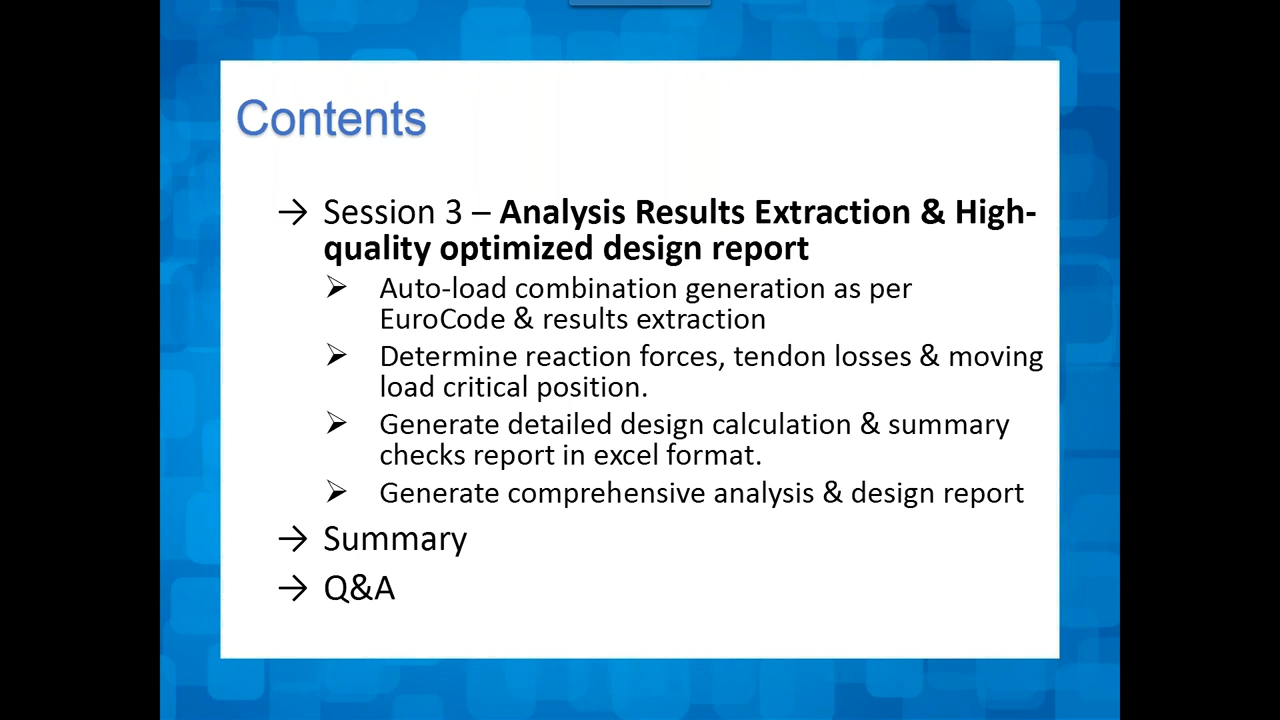 Contents
→ Session 3 – Analysis Results Extraction & High-
quality optimized design report
➢ Auto-load combination generation as per
EuroCode & results extraction
➢ Determine reaction forces, tendon losses & moving
load critical position.
➢ Generate detailed design calculation & summary
checks report in excel format.
➢ Generate comprehensive analysis & design report
→ Summary
→ Q&A